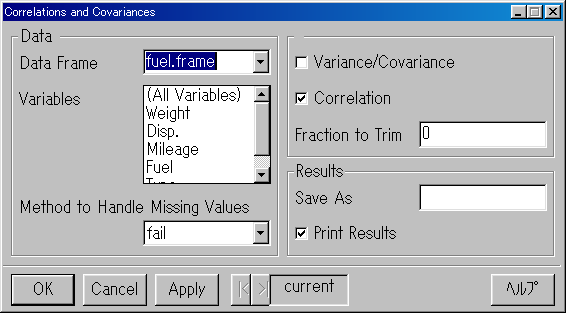 Correlations and Covariances
Data
Data Frame
fuel.frame
Variables
(All Variables)
Weight
Disp.
Mileage
Fuel
Method to Handle Missing Values
fail
Variance/Covariance
Correlation
Fraction to Trim
0
Results
Save As
Print Results
OK
Cancel
Apply
current
ヘルプ